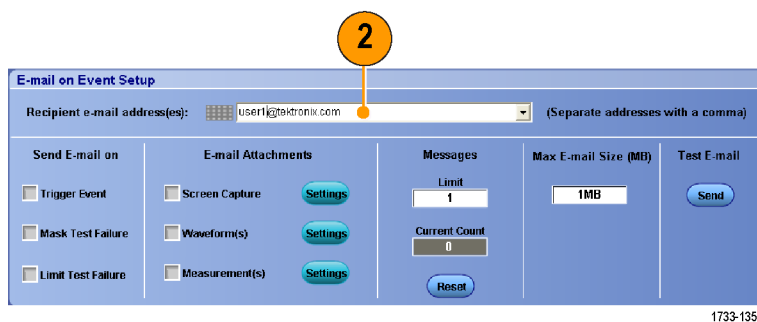 2
E-mail on Event Setup
Recipient e-mail address(es): user1@tektronix.com (Separate addresses with a comma)
Send E-mail on
Trigger Event
Mask Test Failure
Limit Test Failure
E-mail Attachments
Screen Capture Settings
Waveform(s) Settings
Measurement(s) Settings
Messages
Limit
1
Current Count
0
Reset
Max E-mail Size (MB)
1MB
Test E-mail
Send
1733-135